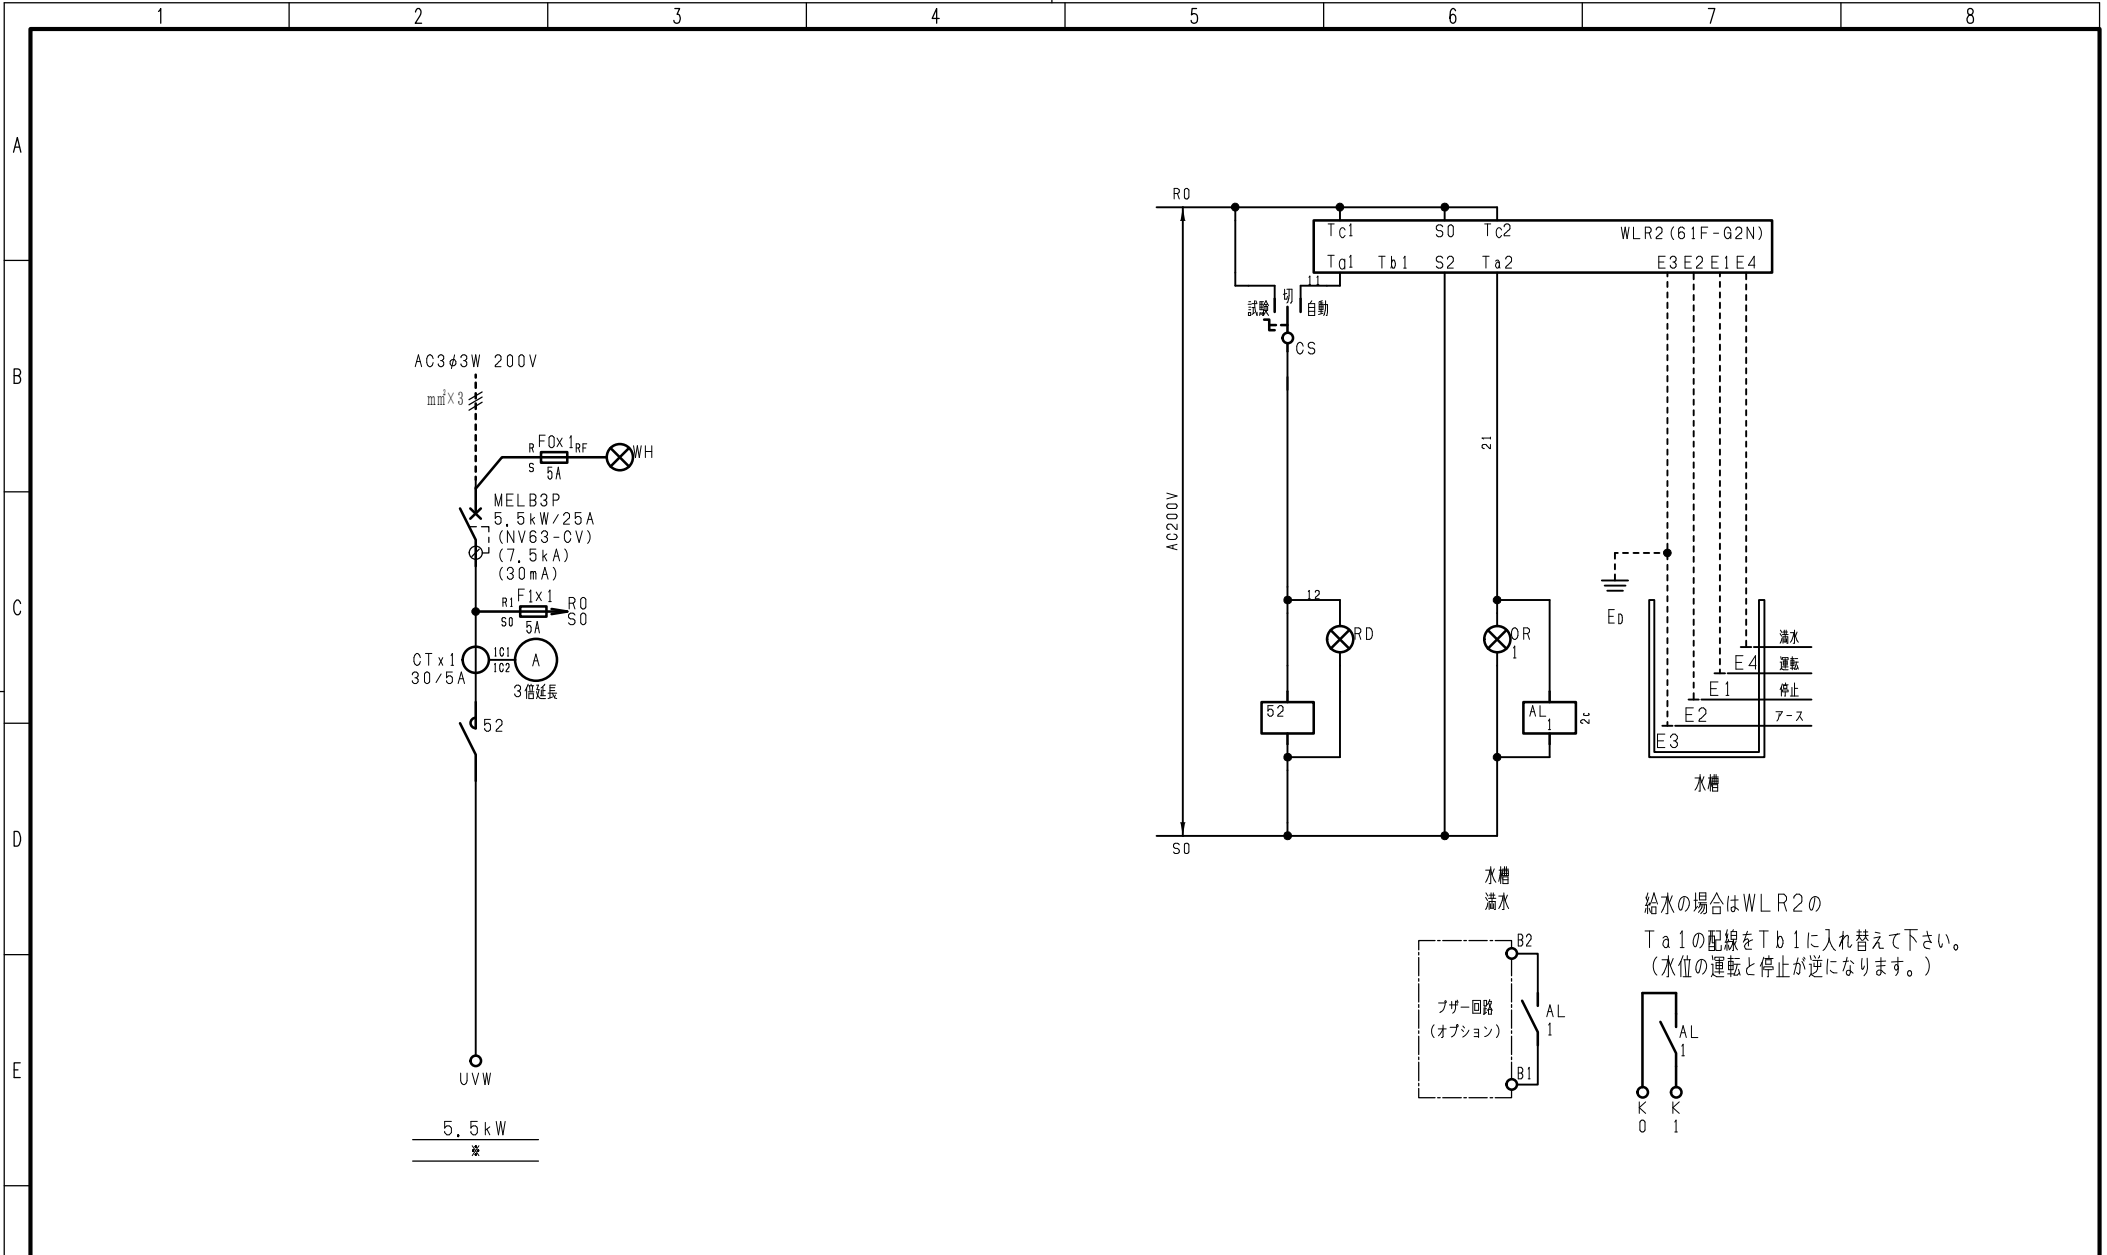 1 2 3 4 5 6 7 8
A
B
C
D
E
AC3φ3W 200V
mm²×3
R F0x1 RF
S 5A
WH
MELB3P
5.5kW/25A
(NV63-CV)
(7.5kA)
(30mA)
R1 F1x1 R0
S0 5A S0
CTx1
30/5A
1C1
1C2
A
3倍延長
52
UVW
5.5kW
※
R0
AC200V
S0
Tc1 S0 Tc2 WLR2(61F-G2N)
Ta1 Tb1 S2 Ta2 E3 E2 E1 E4
11
試験 切 自動
CS
21
12
RD
OR
1
52
AL
1
2c
ED
満水
E4 運転
E1 停止
E2 アース
E3
水槽
水槽
満水
給水の場合はWLR2の
Ta1の配線をTb1に入れ替えて下さい。
(水位の運転と停止が逆になります。)
B2
ブザー回路
(オプション)
AL
1
B1
AL
1
K
0
K
1